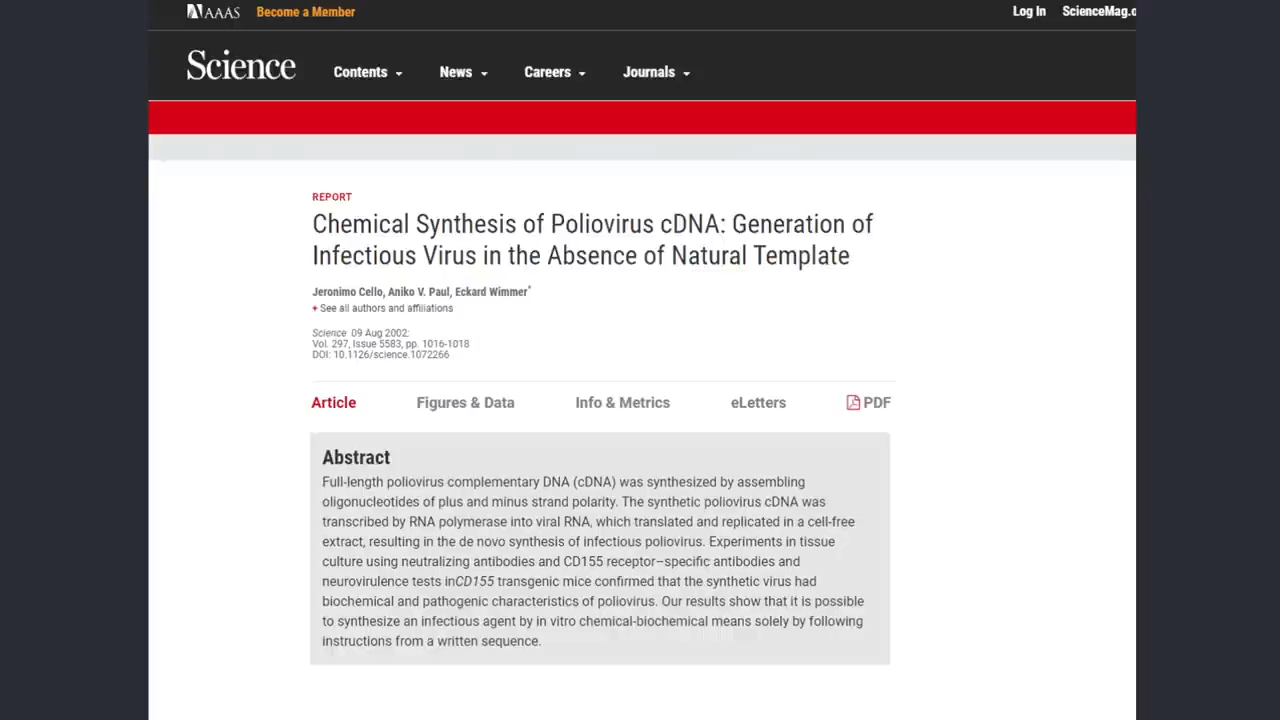 AAAS Become a Member Log In ScienceMag.o
Science Contents News Careers Journals
REPORT
Chemical Synthesis of Poliovirus cDNA: Generation of
Infectious Virus in the Absence of Natural Template
Jeronimo Cello, Aniko V. Paul, Eckard Wimmer*
+ See all authors and affiliations
Science 09 Aug 2002:
Vol. 297, Issue 5583, pp. 1016-1018
DOI: 10.1126/science.1072266
Article Figures & Data Info & Metrics eLetters PDF
Abstract
Full-length poliovirus complementary DNA (cDNA) was synthesized by assembling
oligonucleotides of plus and minus strand polarity. The synthetic poliovirus cDNA was
transcribed by RNA polymerase into viral RNA, which translated and replicated in a cell-free
extract, resulting in the de novo synthesis of infectious poliovirus. Experiments in tissue
culture using neutralizing antibodies and CD155 receptor–specific antibodies and
neurovirulence tests inCD155 transgenic mice confirmed that the synthetic virus had
biochemical and pathogenic characteristics of poliovirus. Our results show that it is possible
to synthesize an infectious agent by in vitro chemical-biochemical means solely by following
instructions from a written sequence.